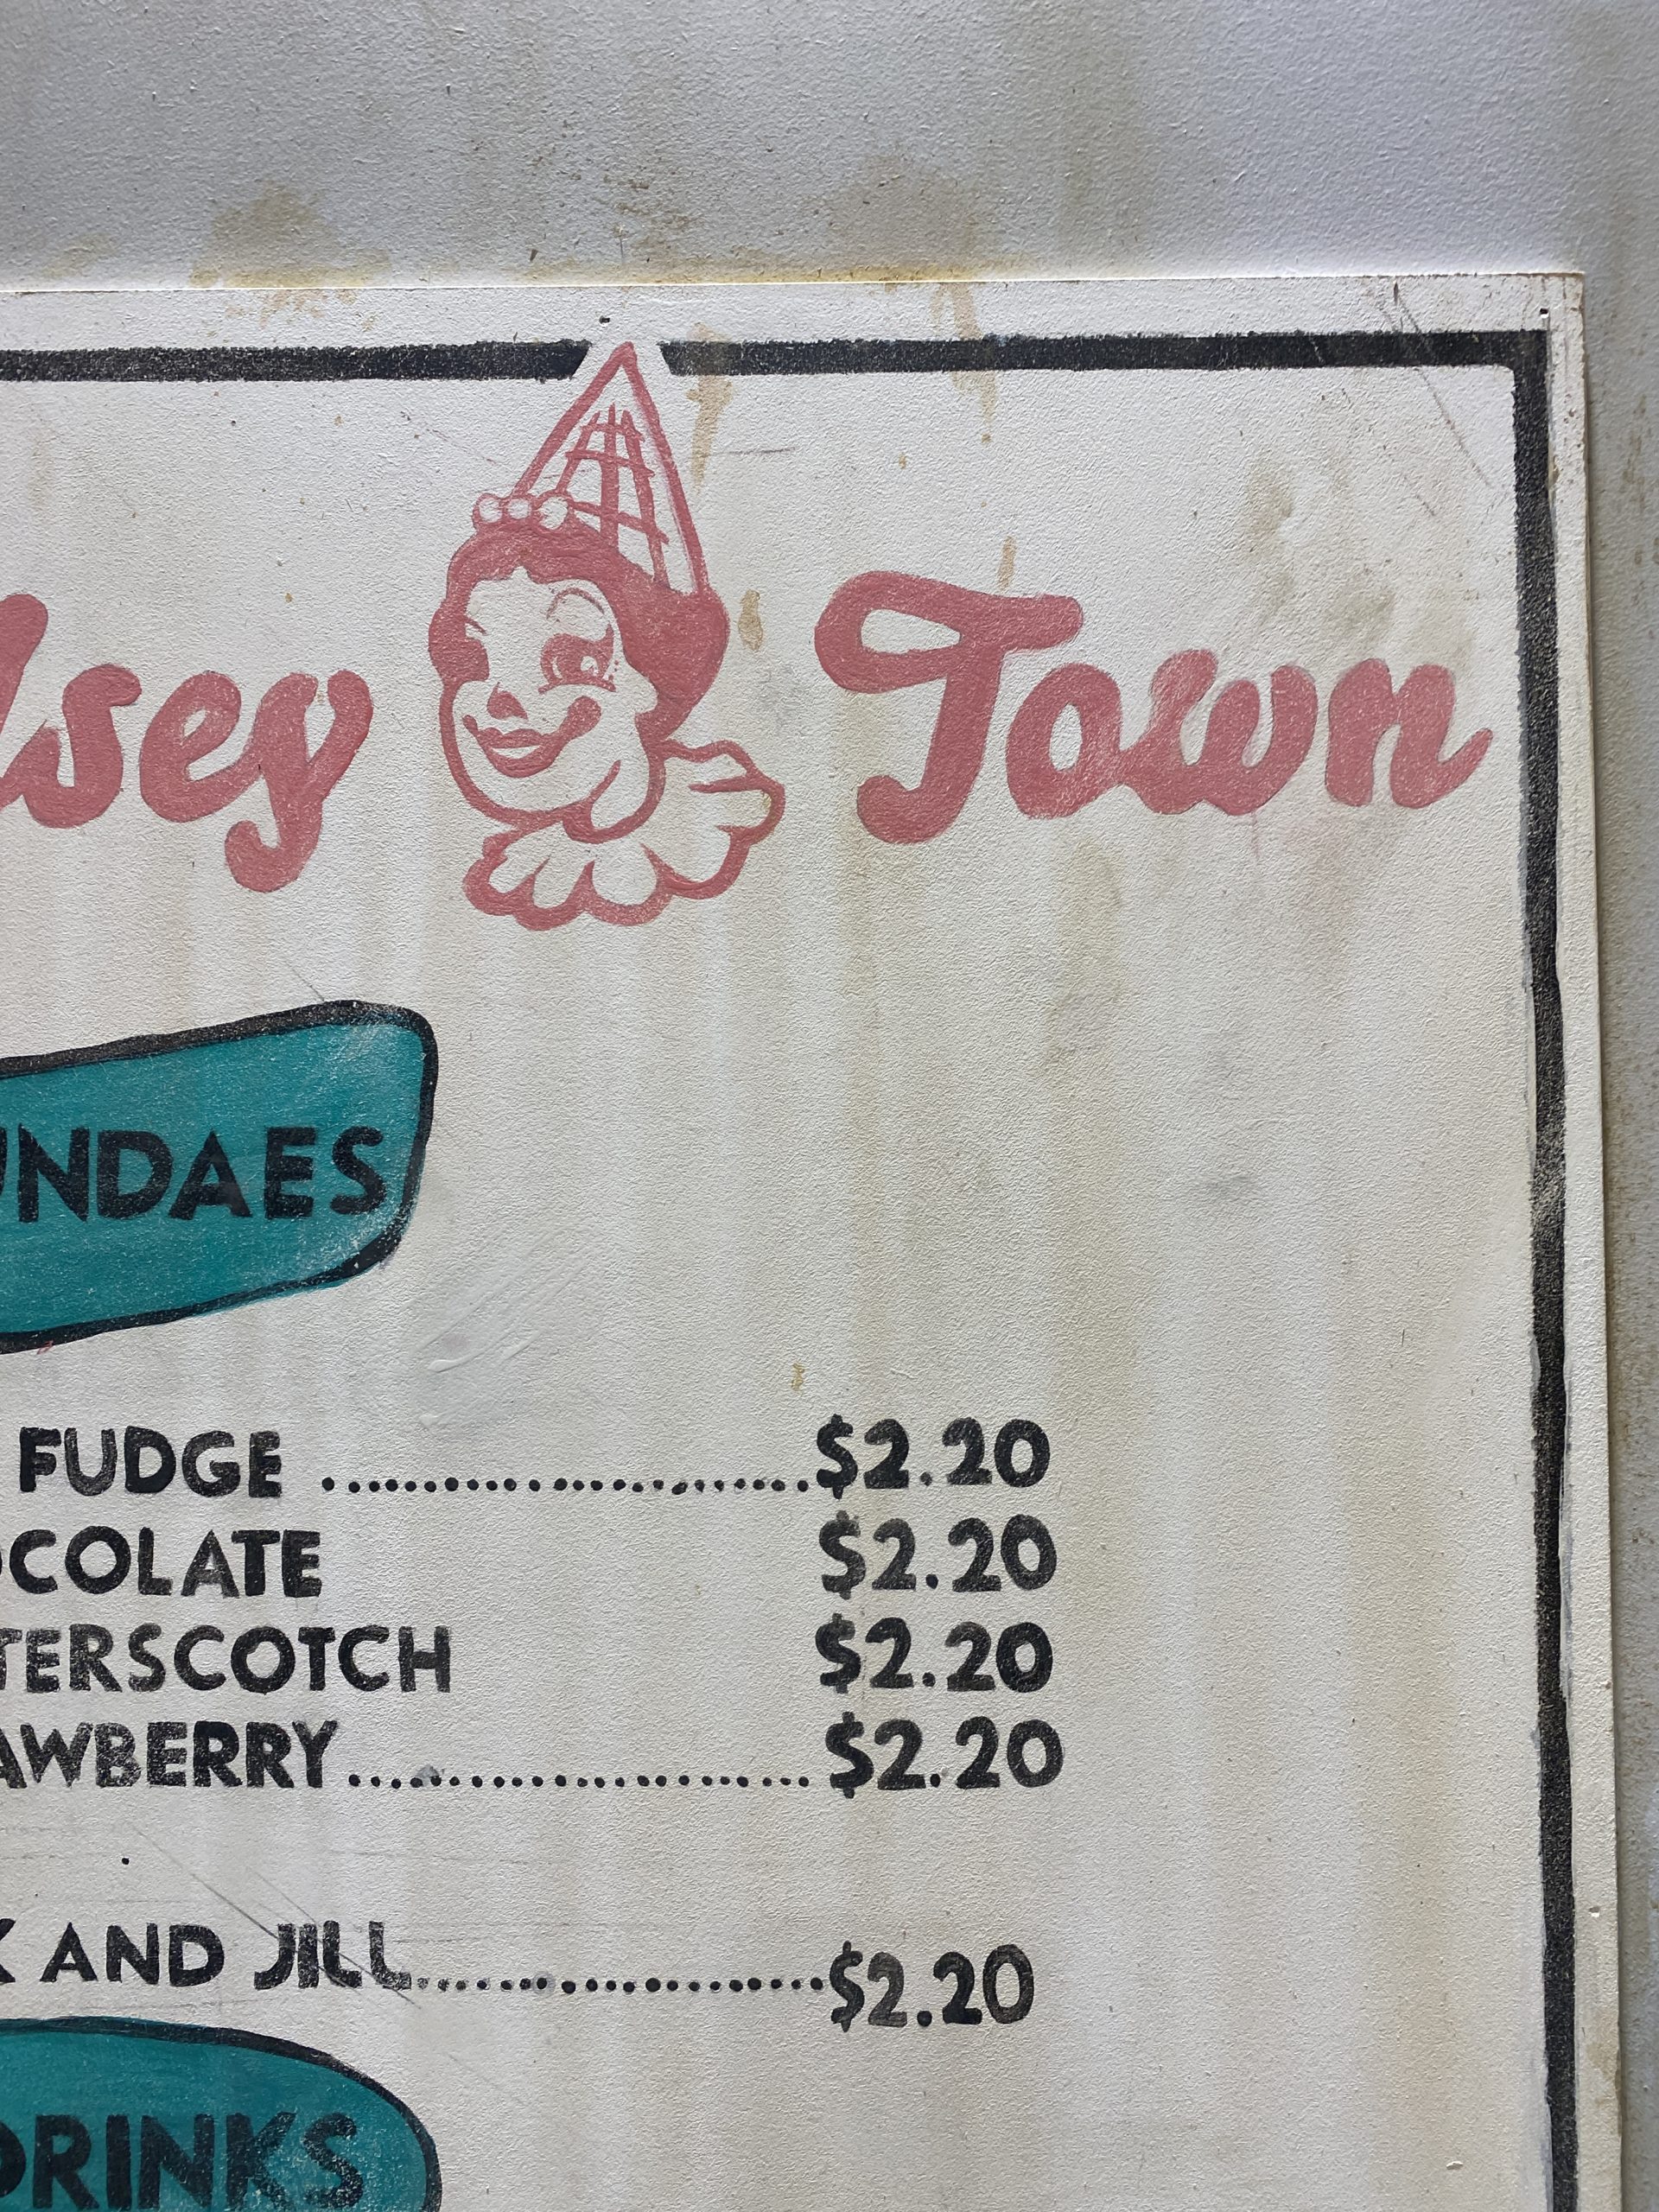 lsey Town
UNDAES
FUDGE ........................$2.20
OCOLATE $2.20
TERSCOTCH $2.20
AWBERRY....................... $2.20
K AND JILL....................$2.20
DRINKS